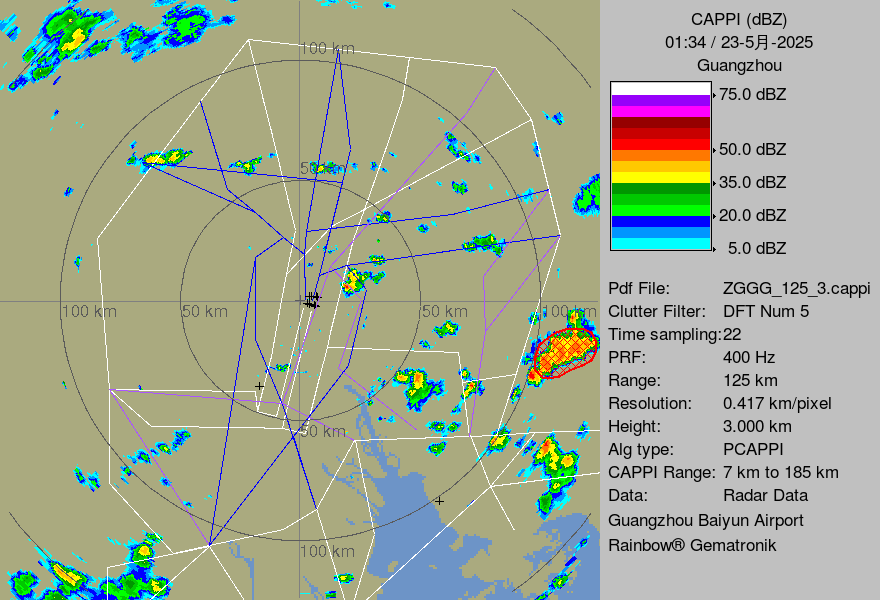 CAPPI (dBZ)
01:34 / 23-5月-2025
Guangzhou
75.0 dBZ
50.0 dBZ
35.0 dBZ
20.0 dBZ
5.0 dBZ
Pdf File: ZGGG_125_3.cappi
Clutter Filter: DFT Num 5
Time sampling:22
PRF: 400 Hz
Range: 125 km
Resolution: 0.417 km/pixel
Height: 3.000 km
Alg type: PCAPPI
CAPPI Range: 7 km to 185 km
Data: Radar Data
Guangzhou Baiyun Airport
Rainbow® Gematronik
100 km
50 km
100 km
50 km
50 km
100 km
50 km
100 km